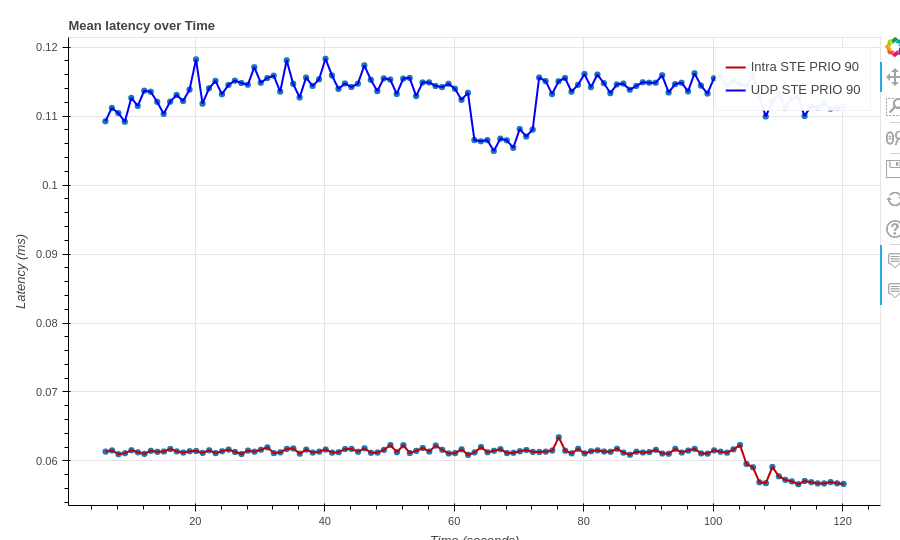 Mean latency over Time
Intra STE PRIO 90
UDP STE PRIO 90
Latency (ms)
0.12
0.11
0.1
0.09
0.08
0.07
0.06
20
40
60
80
100
120
Time (seconds)